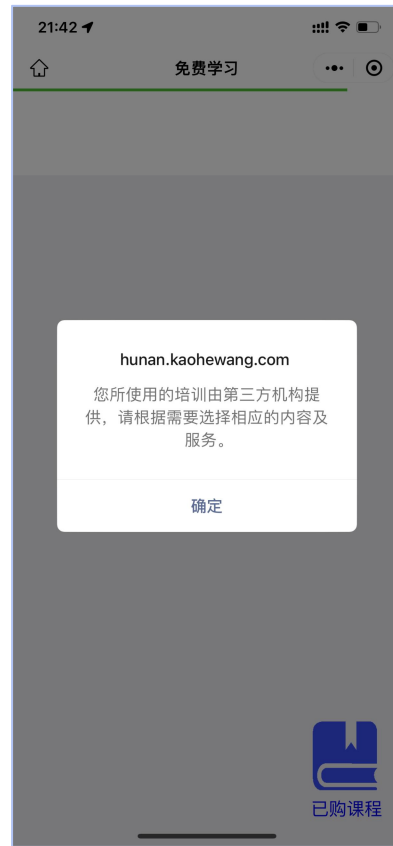 21:42
免费学习
hunan.kaohewang.com
您所使用的培训由第三方机构提
供，请根据需要选择相应的内容及
服务。
确定
已购课程